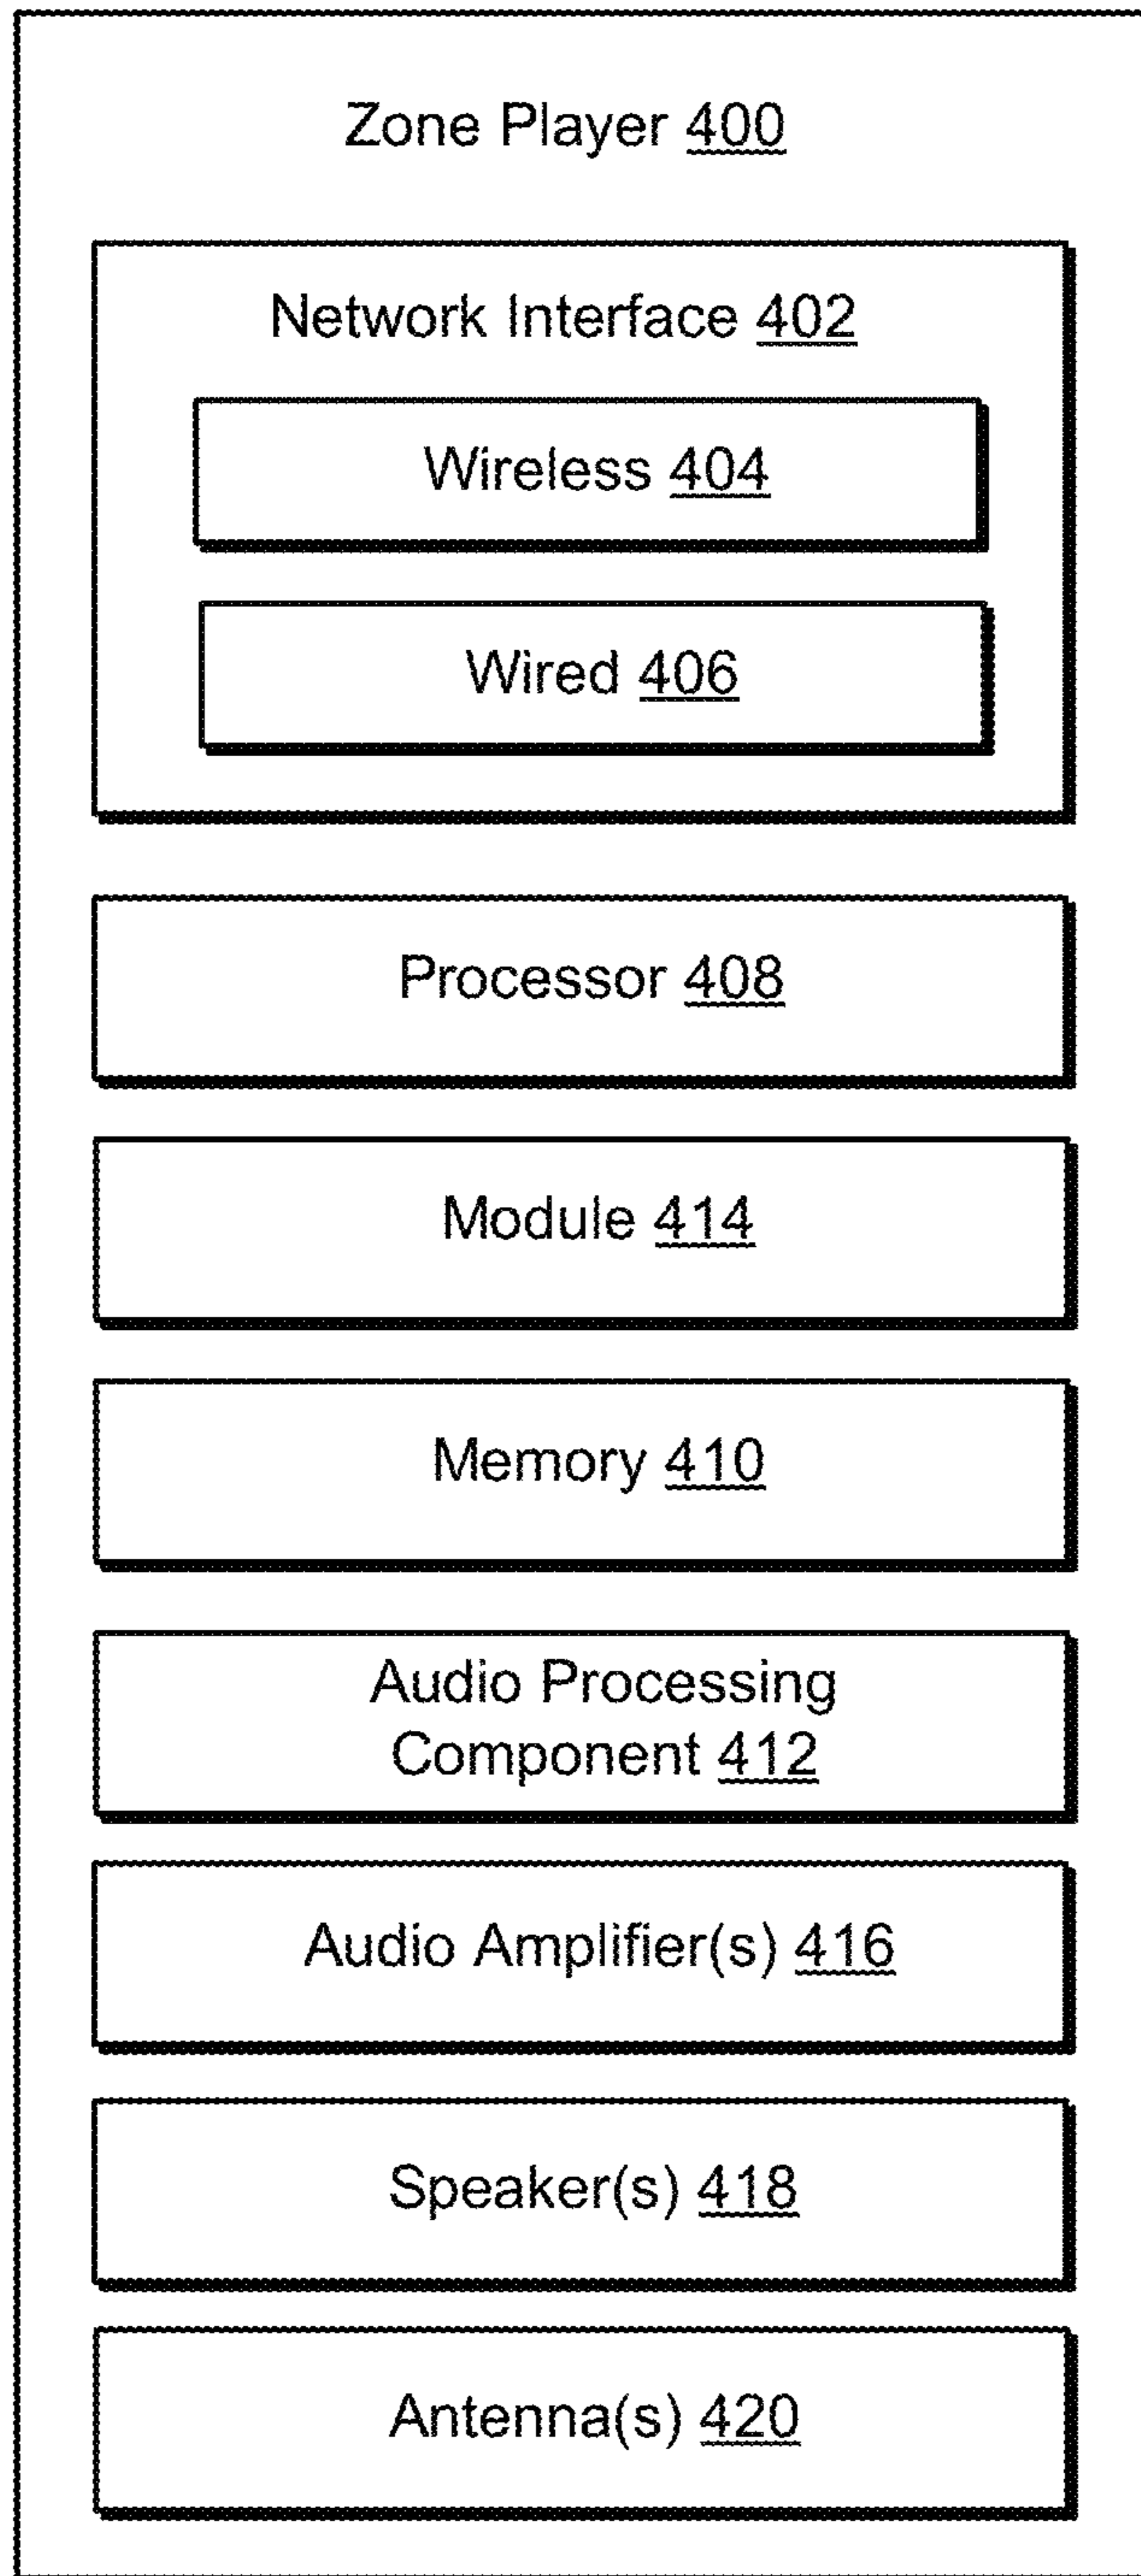 Zone Player 400
Network Interface 402
Wireless 404
Wired 406
Processor 408
Module 414
Memory 410
Audio Processing
Component 412
Audio Amplifier(s) 416
Speaker(s) 418
Antenna(s) 420